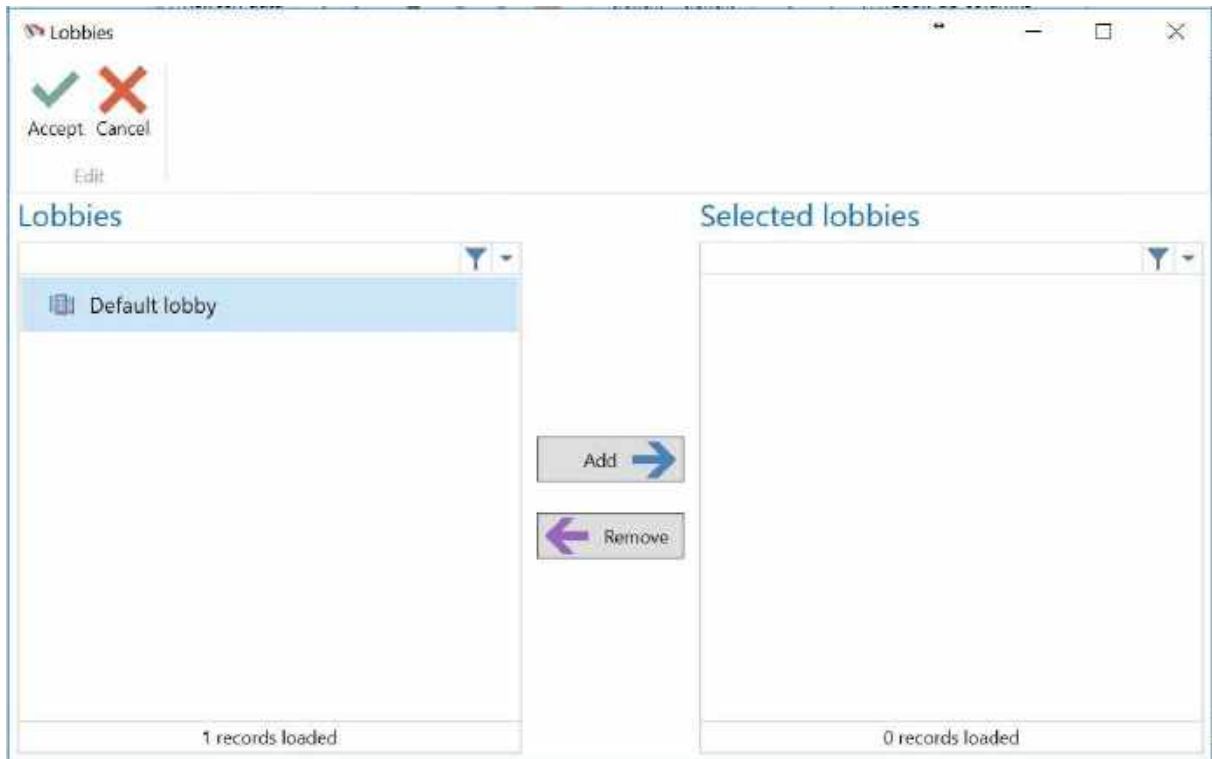 Lobbies
Accept Cancel
Edit
Lobbies
Selected lobbies
Default lobby
Add
Remove
1 records loaded
0 records loaded